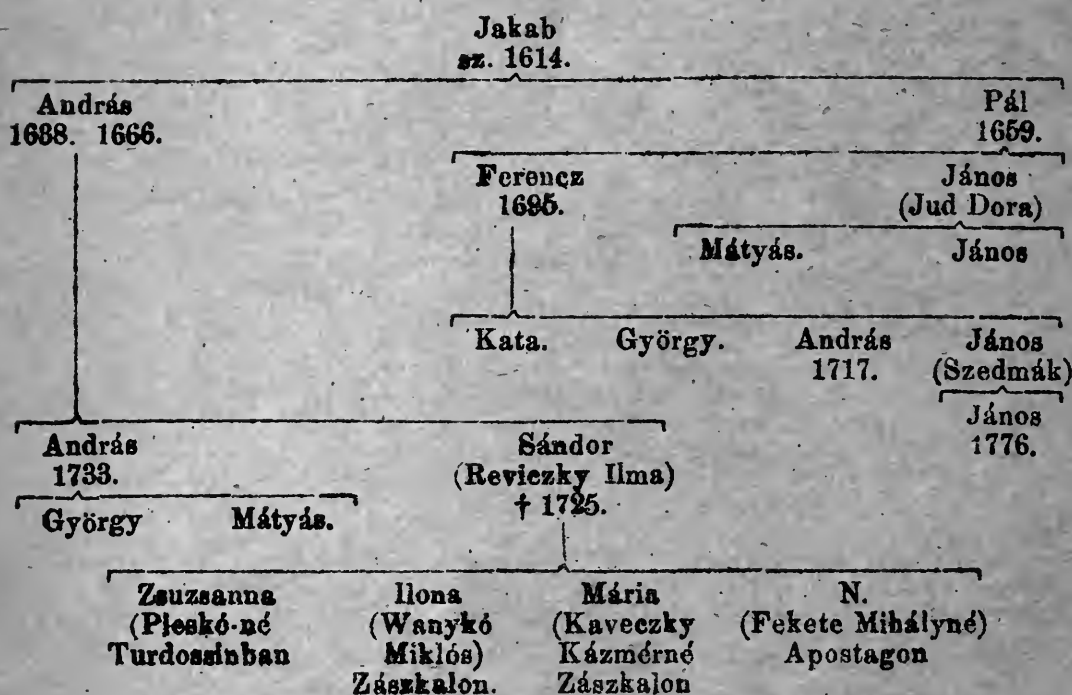 Jakab
sz. 1614.
András Pál
1638. 1666. 1659.
Ferencz János
1695. (Jud Dora)
Mátyás. János
Kata. György. András János
1717. (Szedmák)
János
András Sándor 1776.
1733. (Reviczky Ilma)
† 1725.
György Mátyás.
Zsuzsanna Ilona Mária N.
(Pleskó-né (Wanykó (Kaveczky (Fekete Mihályné)
Turdossinban Miklós) Kázmérné Apostagon
Zászkalon. Zászkalon